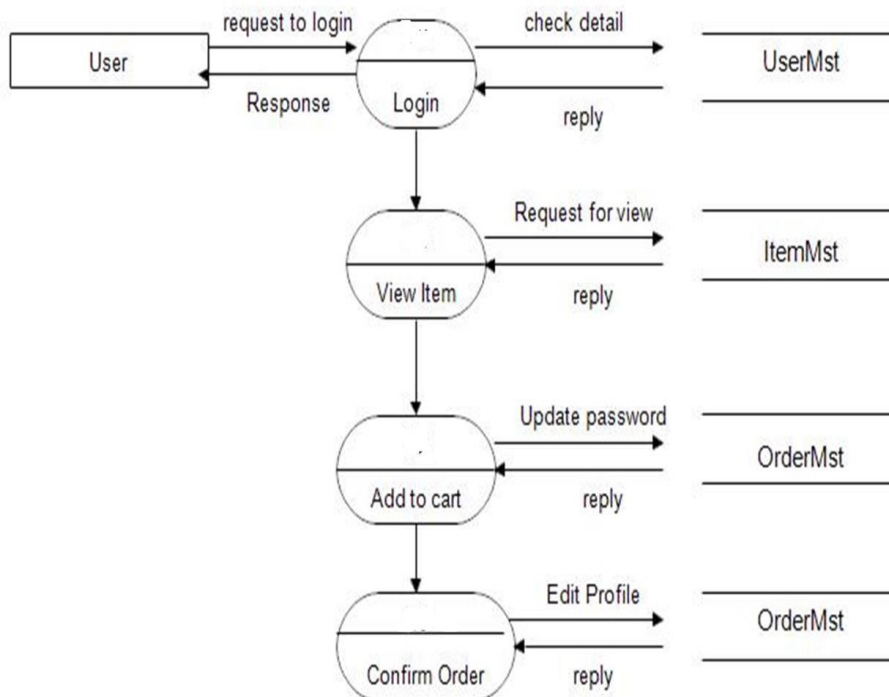 request to login
check detail
User
UserMst
Response
Login
reply
Request for view
ItemMst
View Item
reply
Update password
OrderMst
Add to cart
reply
Edit Profile
OrderMst
Confirm Order
reply